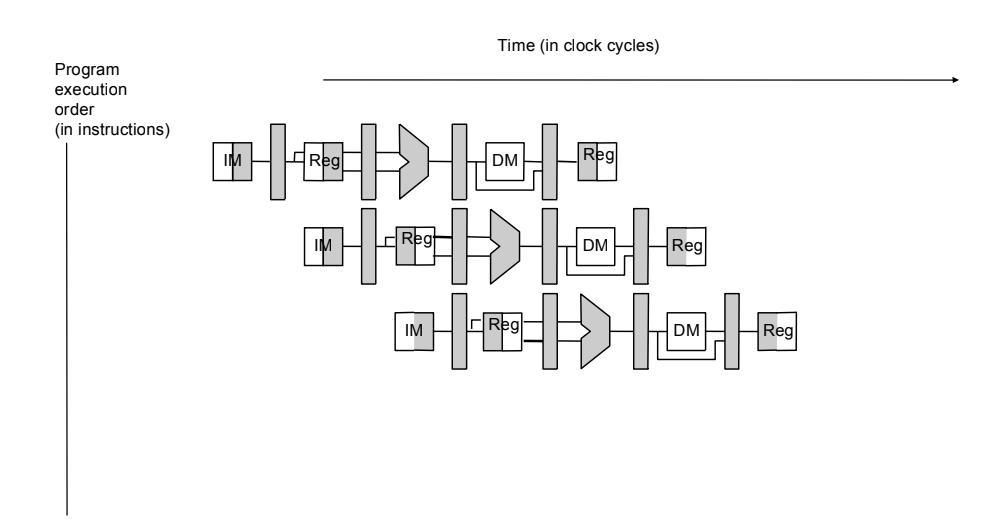 Time (in clock cycles)
Program
execution
order
(in instructions)
IM Reg DM Reg
IM Reg DM Reg
IM Reg DM Reg